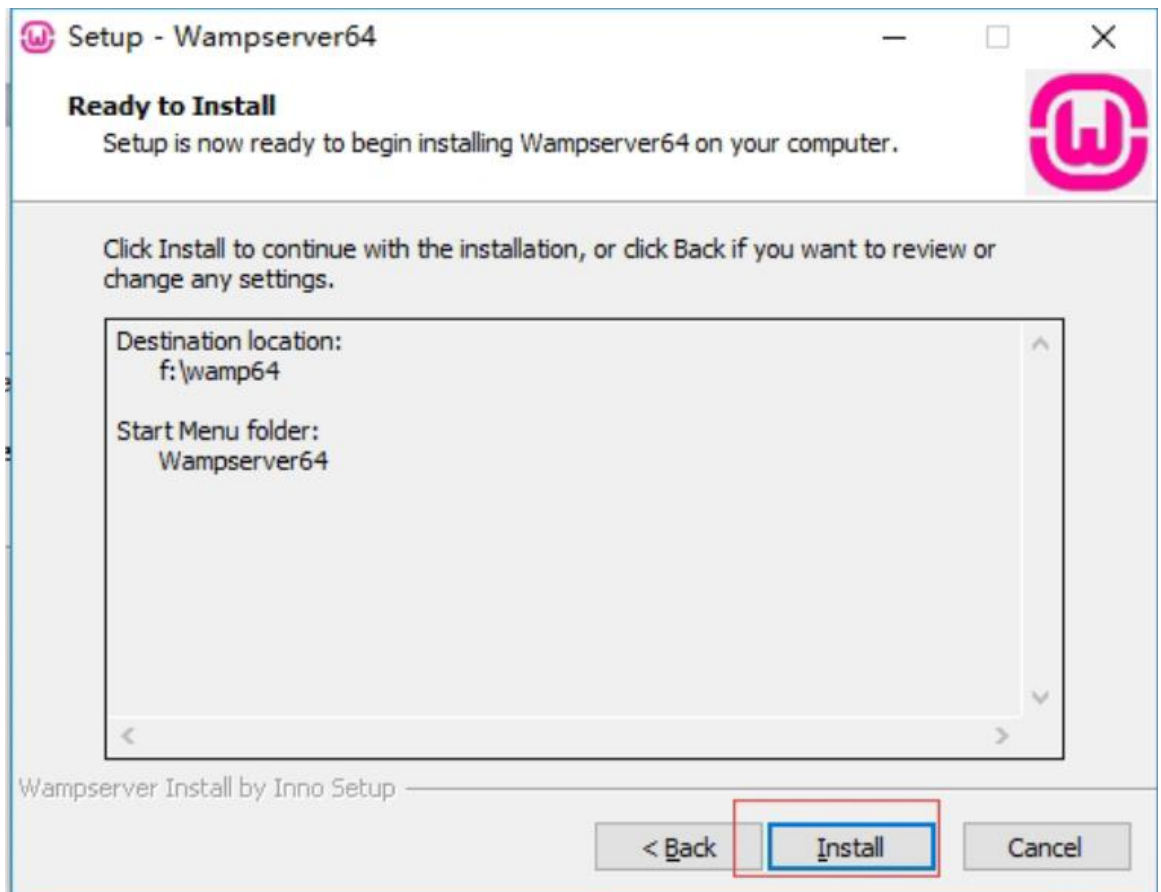 Setup - Wampserver64
Ready to Install
Setup is now ready to begin installing Wampserver64 on your computer.
Click Install to continue with the installation, or click Back if you want to review or
change any settings.
Destination location:
f:\wamp64
Start Menu folder:
Wampserver64
Wampserver Install by Inno Setup
< Back
Install
Cancel